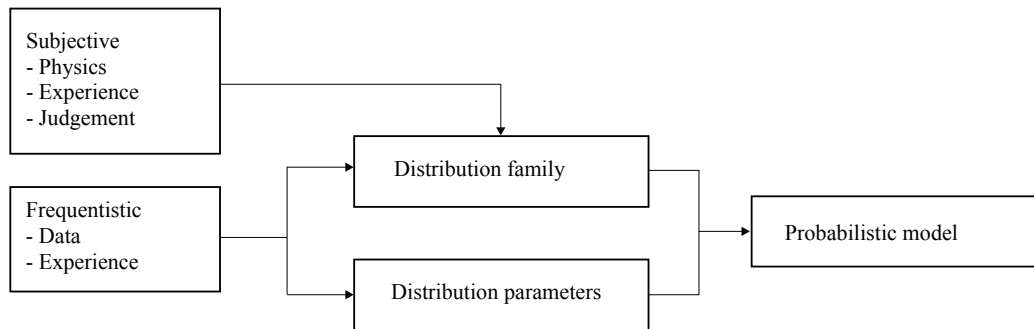 Subjective
- Physics
- Experience
- Judgement
Distribution family
Frequentistic
- Data
- Experience
Probabilistic model
Distribution parameters